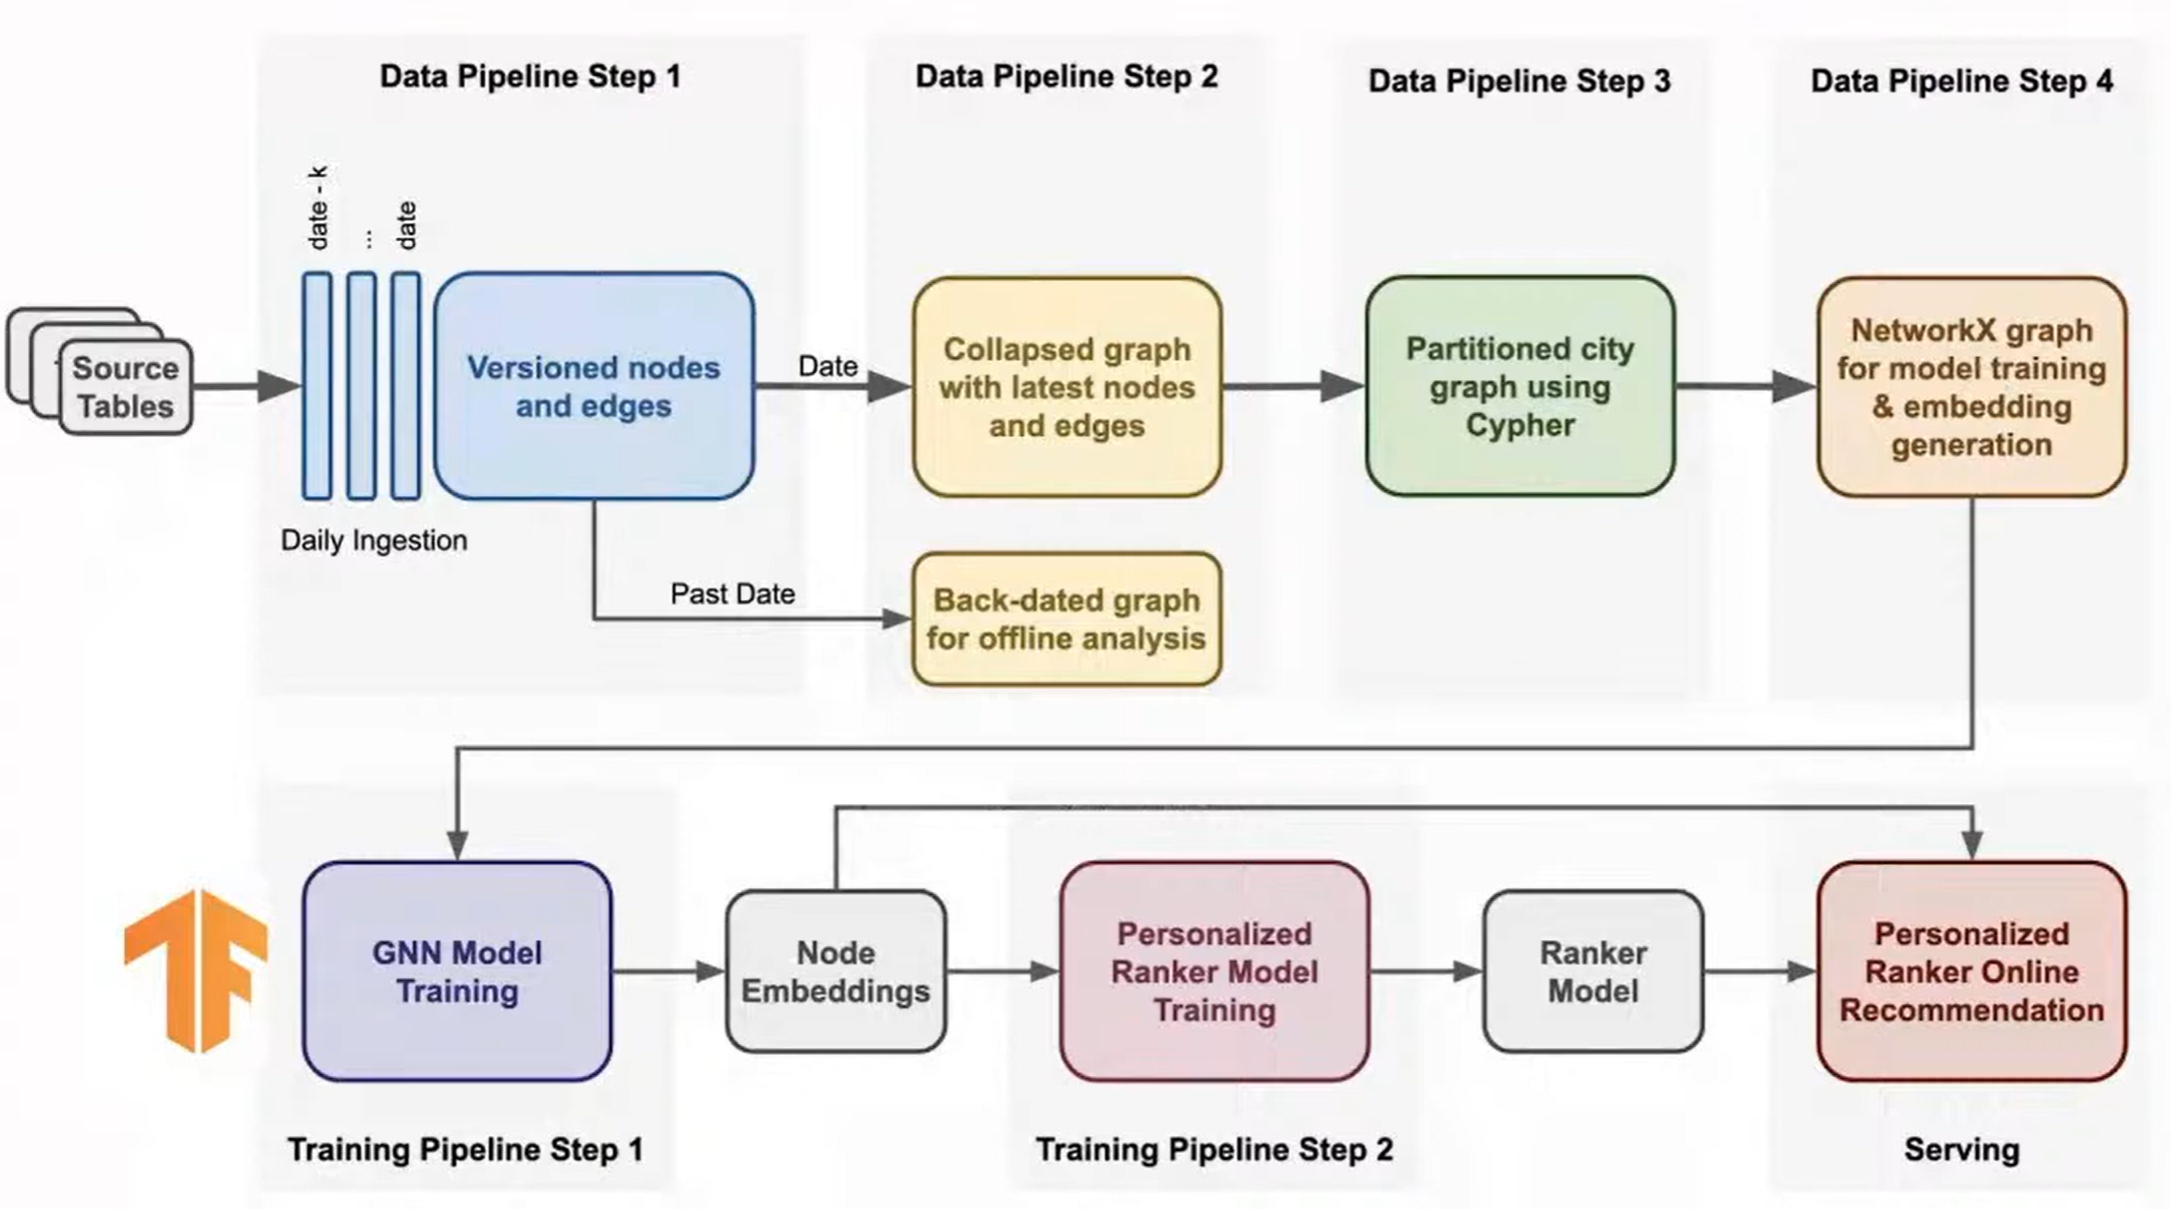 Data Pipeline Step 1
Data Pipeline Step 2
Data Pipeline Step 3
Data Pipeline Step 4
date - k
...
date
Source
Tables
Versioned nodes
and edges
Date
Collapsed graph
with latest nodes
and edges
Partitioned city
graph using
Cypher
NetworkX graph
for model training
& embedding
generation
Daily Ingestion
Past Date
Back-dated graph
for offline analysis
GNN Model
Training
Node
Embeddings
Personalized
Ranker Model
Training
Ranker
Model
Personalized
Ranker Online
Recommendation
Training Pipeline Step 1
Training Pipeline Step 2
Serving